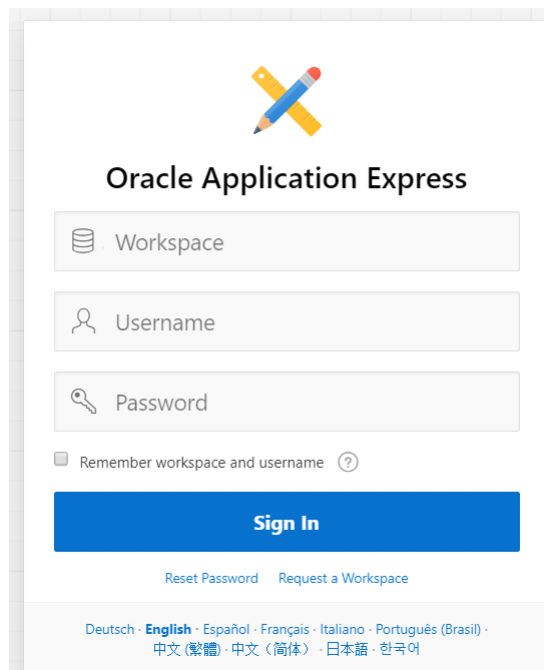 Oracle Application Express
Workspace
Username
Password
Remember workspace and username ?
Sign In
Reset Password Request a Workspace
Deutsch · English · Español · Français · Italiano · Português (Brasil) ·
中文 (繁體) · 中文（简体） · 日本語 · 한국어